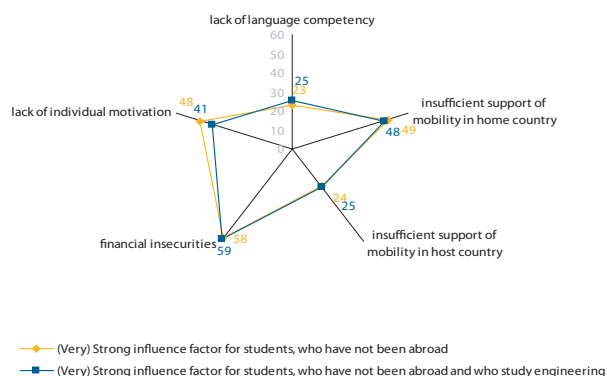 lack of language competency
60
50
40
30
20
10
0
25
23
48
41
lack of individual motivation
insufficient support of
mobility in home country
48
49
24
25
insufficient support of
mobility in host country
financial insecurities
58
59
(Very) Strong influence factor for students, who have not been abroad
(Very) Strong influence factor for students, who have not been abroad and who study engineering